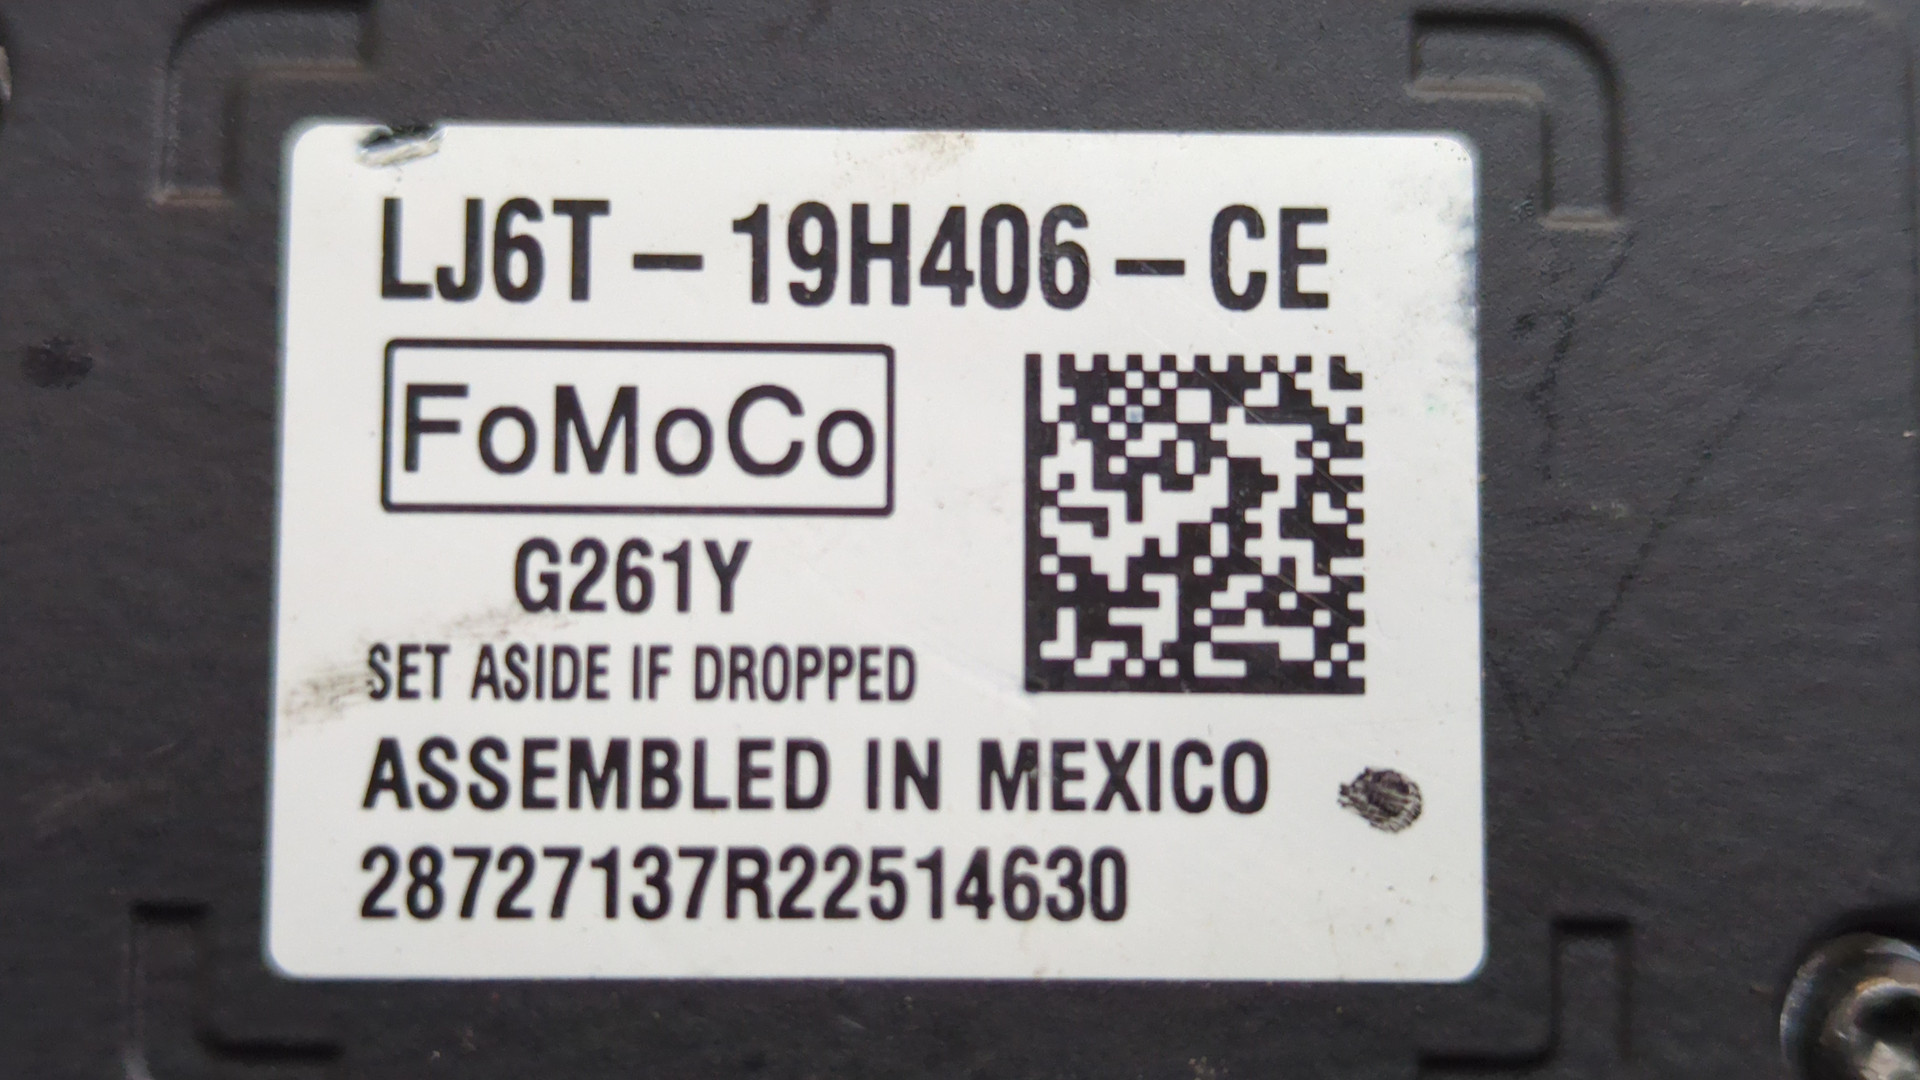 LJ6T-19H406-CE
FoMoCo
G261Y
SET ASIDE IF DROPPED
ASSEMBLED IN MEXICO
28727137R22514630